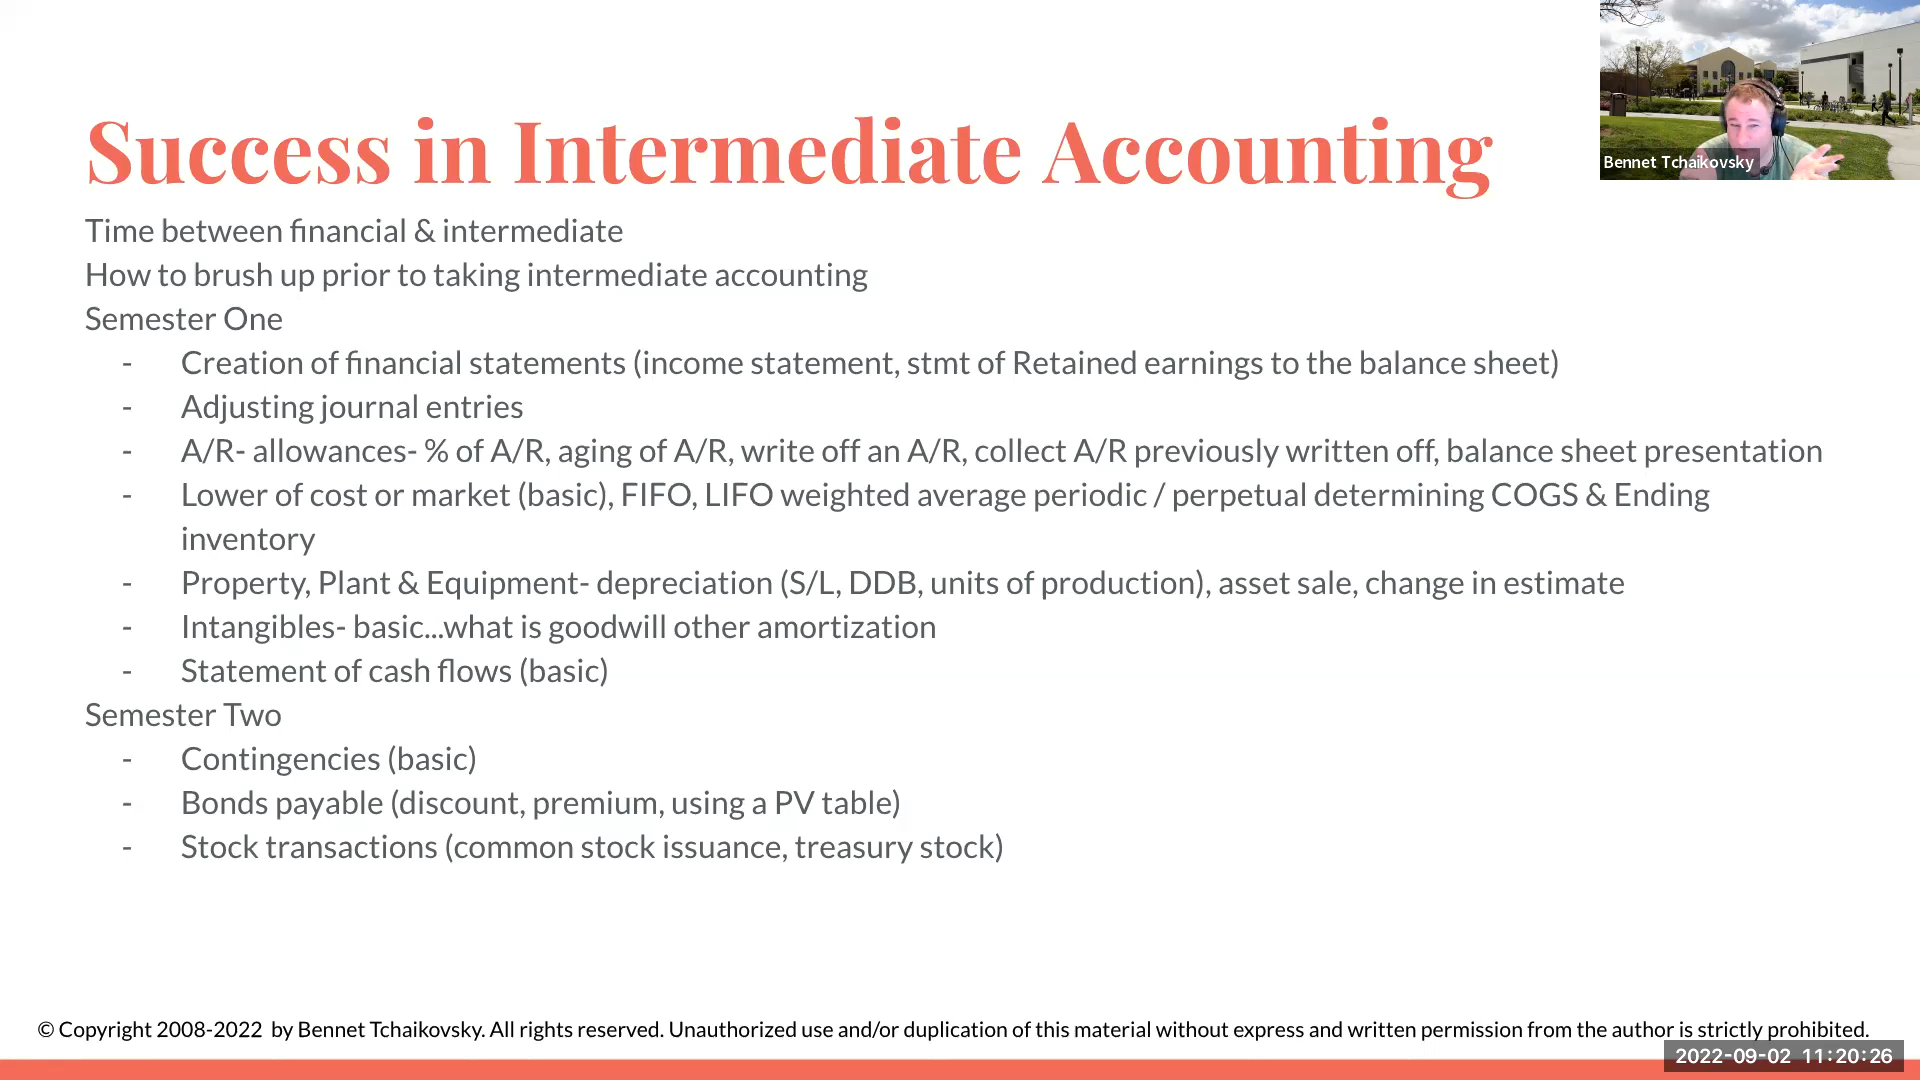 Success in Intermediate Accounting
Bennet Tchaikovsky
Time between financial & intermediate
How to brush up prior to taking intermediate accounting
Semester One
- Creation of financial statements (income statement, stmt of Retained earnings to the balance sheet)
- Adjusting journal entries
- A/R- allowances- % of A/R, aging of A/R, write off an A/R, collect A/R previously written off, balance sheet presentation
- Lower of cost or market (basic), FIFO, LIFO weighted average periodic / perpetual determining COGS & Ending
inventory
- Property, Plant & Equipment- depreciation (S/L, DDB, units of production), asset sale, change in estimate
- Intangibles- basic...what is goodwill other amortization
- Statement of cash flows (basic)
Semester Two
- Contingencies (basic)
- Bonds payable (discount, premium, using a PV table)
- Stock transactions (common stock issuance, treasury stock)
© Copyright 2008-2022 by Bennet Tchaikovsky. All rights reserved. Unauthorized use and/or duplication of this material without express and written permission from the author is strictly prohibited.
2022-09-02 11:20:26